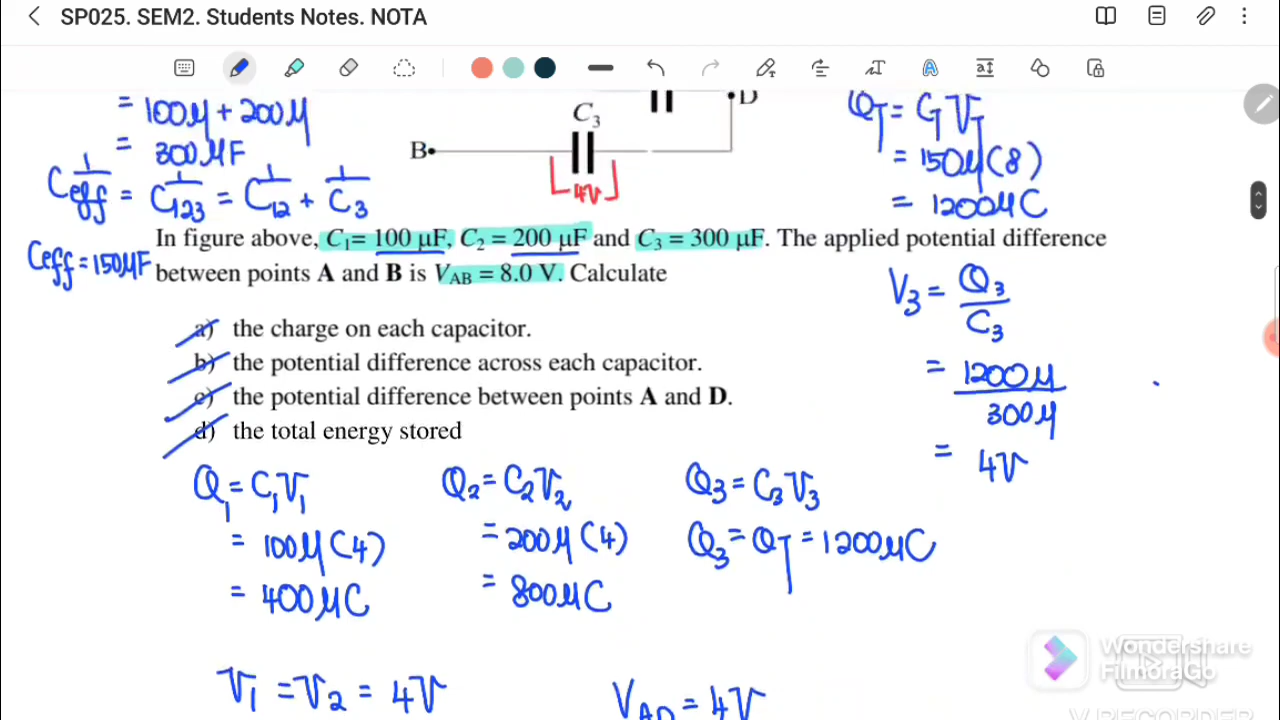 SP025. SEM2. Students Notes. NOTA
= 100μ + 200μ
= 300μF
1/Ceff = 1/C123 = 1/C12 + 1/C3
Ceff = 150μF
C3
D
B
4V
QT = CT VT
= 150μ(8)
= 1200μC
In figure above, C1= 100 μF, C2 = 200 μF and C3 = 300 μF. The applied potential difference
between points A and B is VAB = 8.0 V. Calculate
a) the charge on each capacitor.
b) the potential difference across each capacitor.
c) the potential difference between points A and D.
d) the total energy stored
V3 = Q3/C3
= 1200μ/300μ
= 4V
Q1 = C1V1
= 100μ(4)
= 400μC
Q2 = C2V2
= 200μ(4)
= 800μC
Q3 = C3V3
Q3 = QT = 1200μC
V1 = V2 = 4V
VAD = 4V
Wondershare
FilmoraGo
V RECORDER